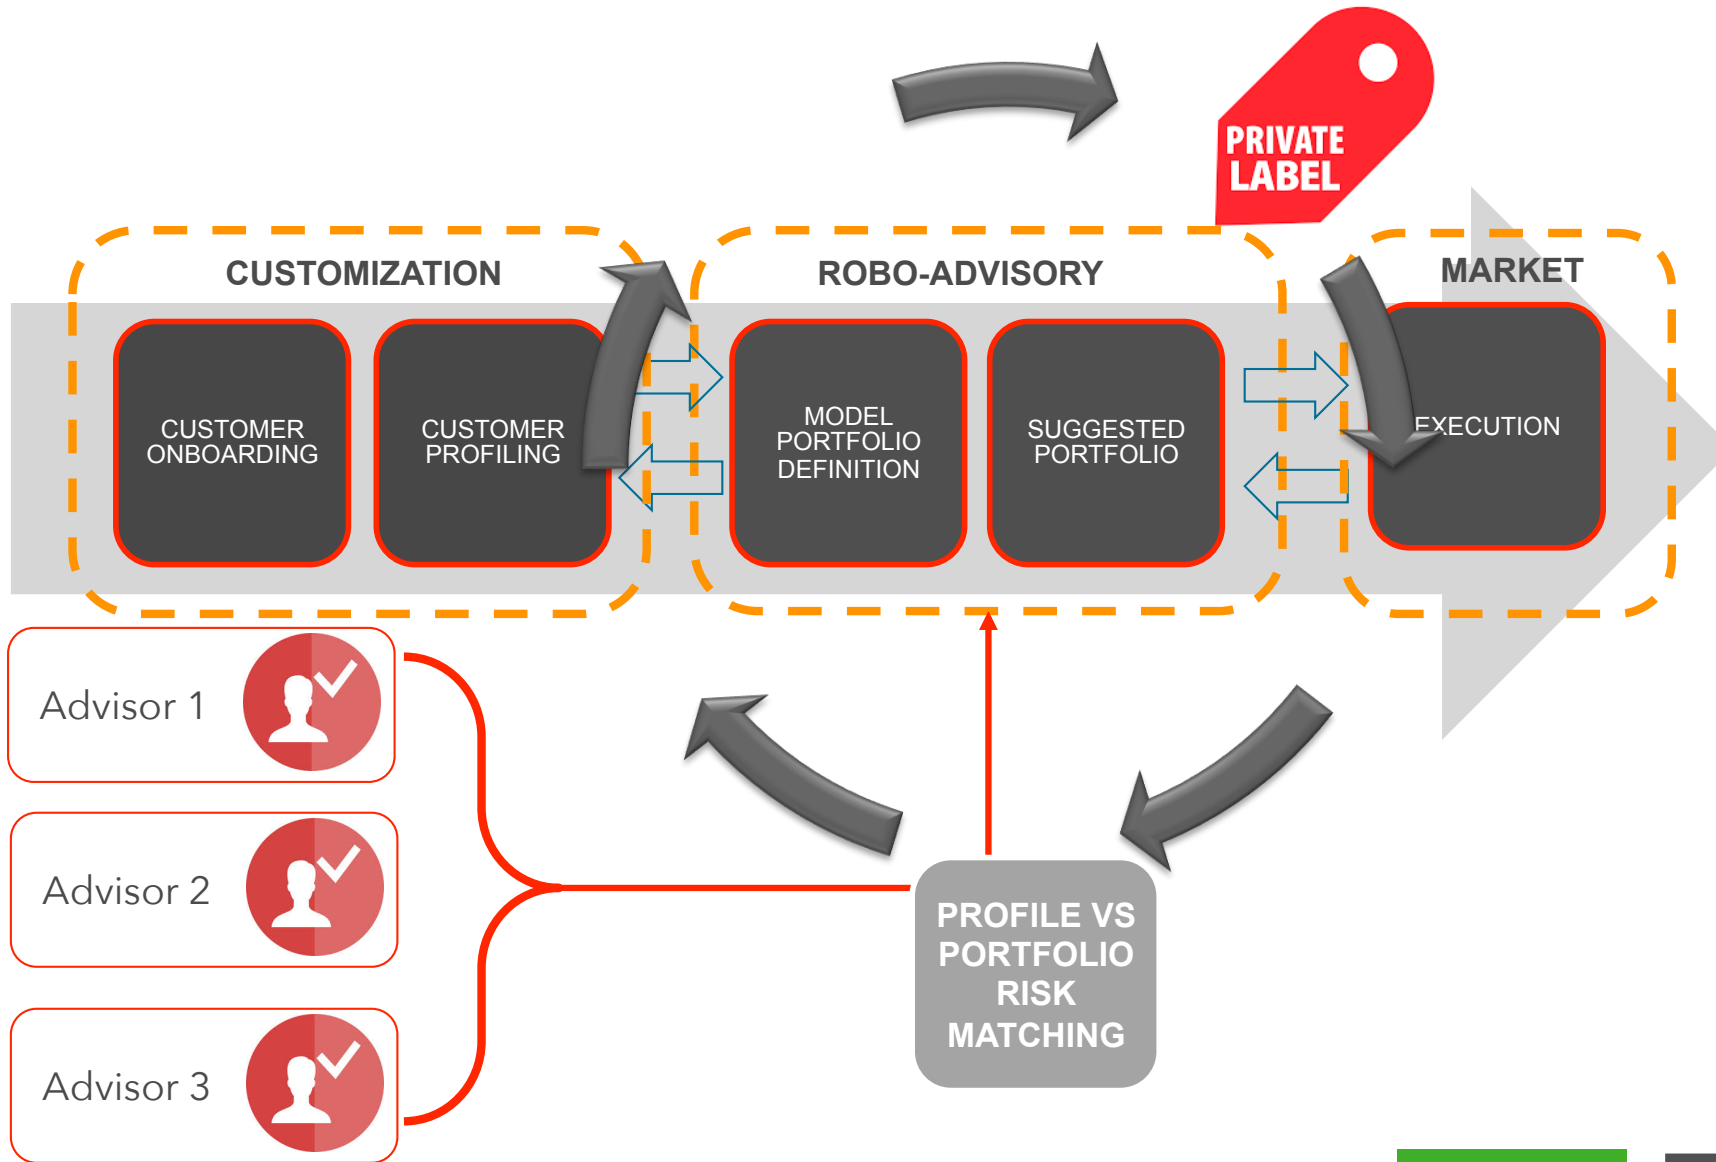 PRIVATE
LABEL
CUSTOMIZATION
ROBO-ADVISORY
MARKET
CUSTOMER
ONBOARDING
CUSTOMER
PROFILING
MODEL
PORTFOLIO
DEFINITION
SUGGESTED
PORTFOLIO
EXECUTION
Advisor 1
Advisor 2
Advisor 3
PROFILE VS
PORTFOLIO
RISK
MATCHING